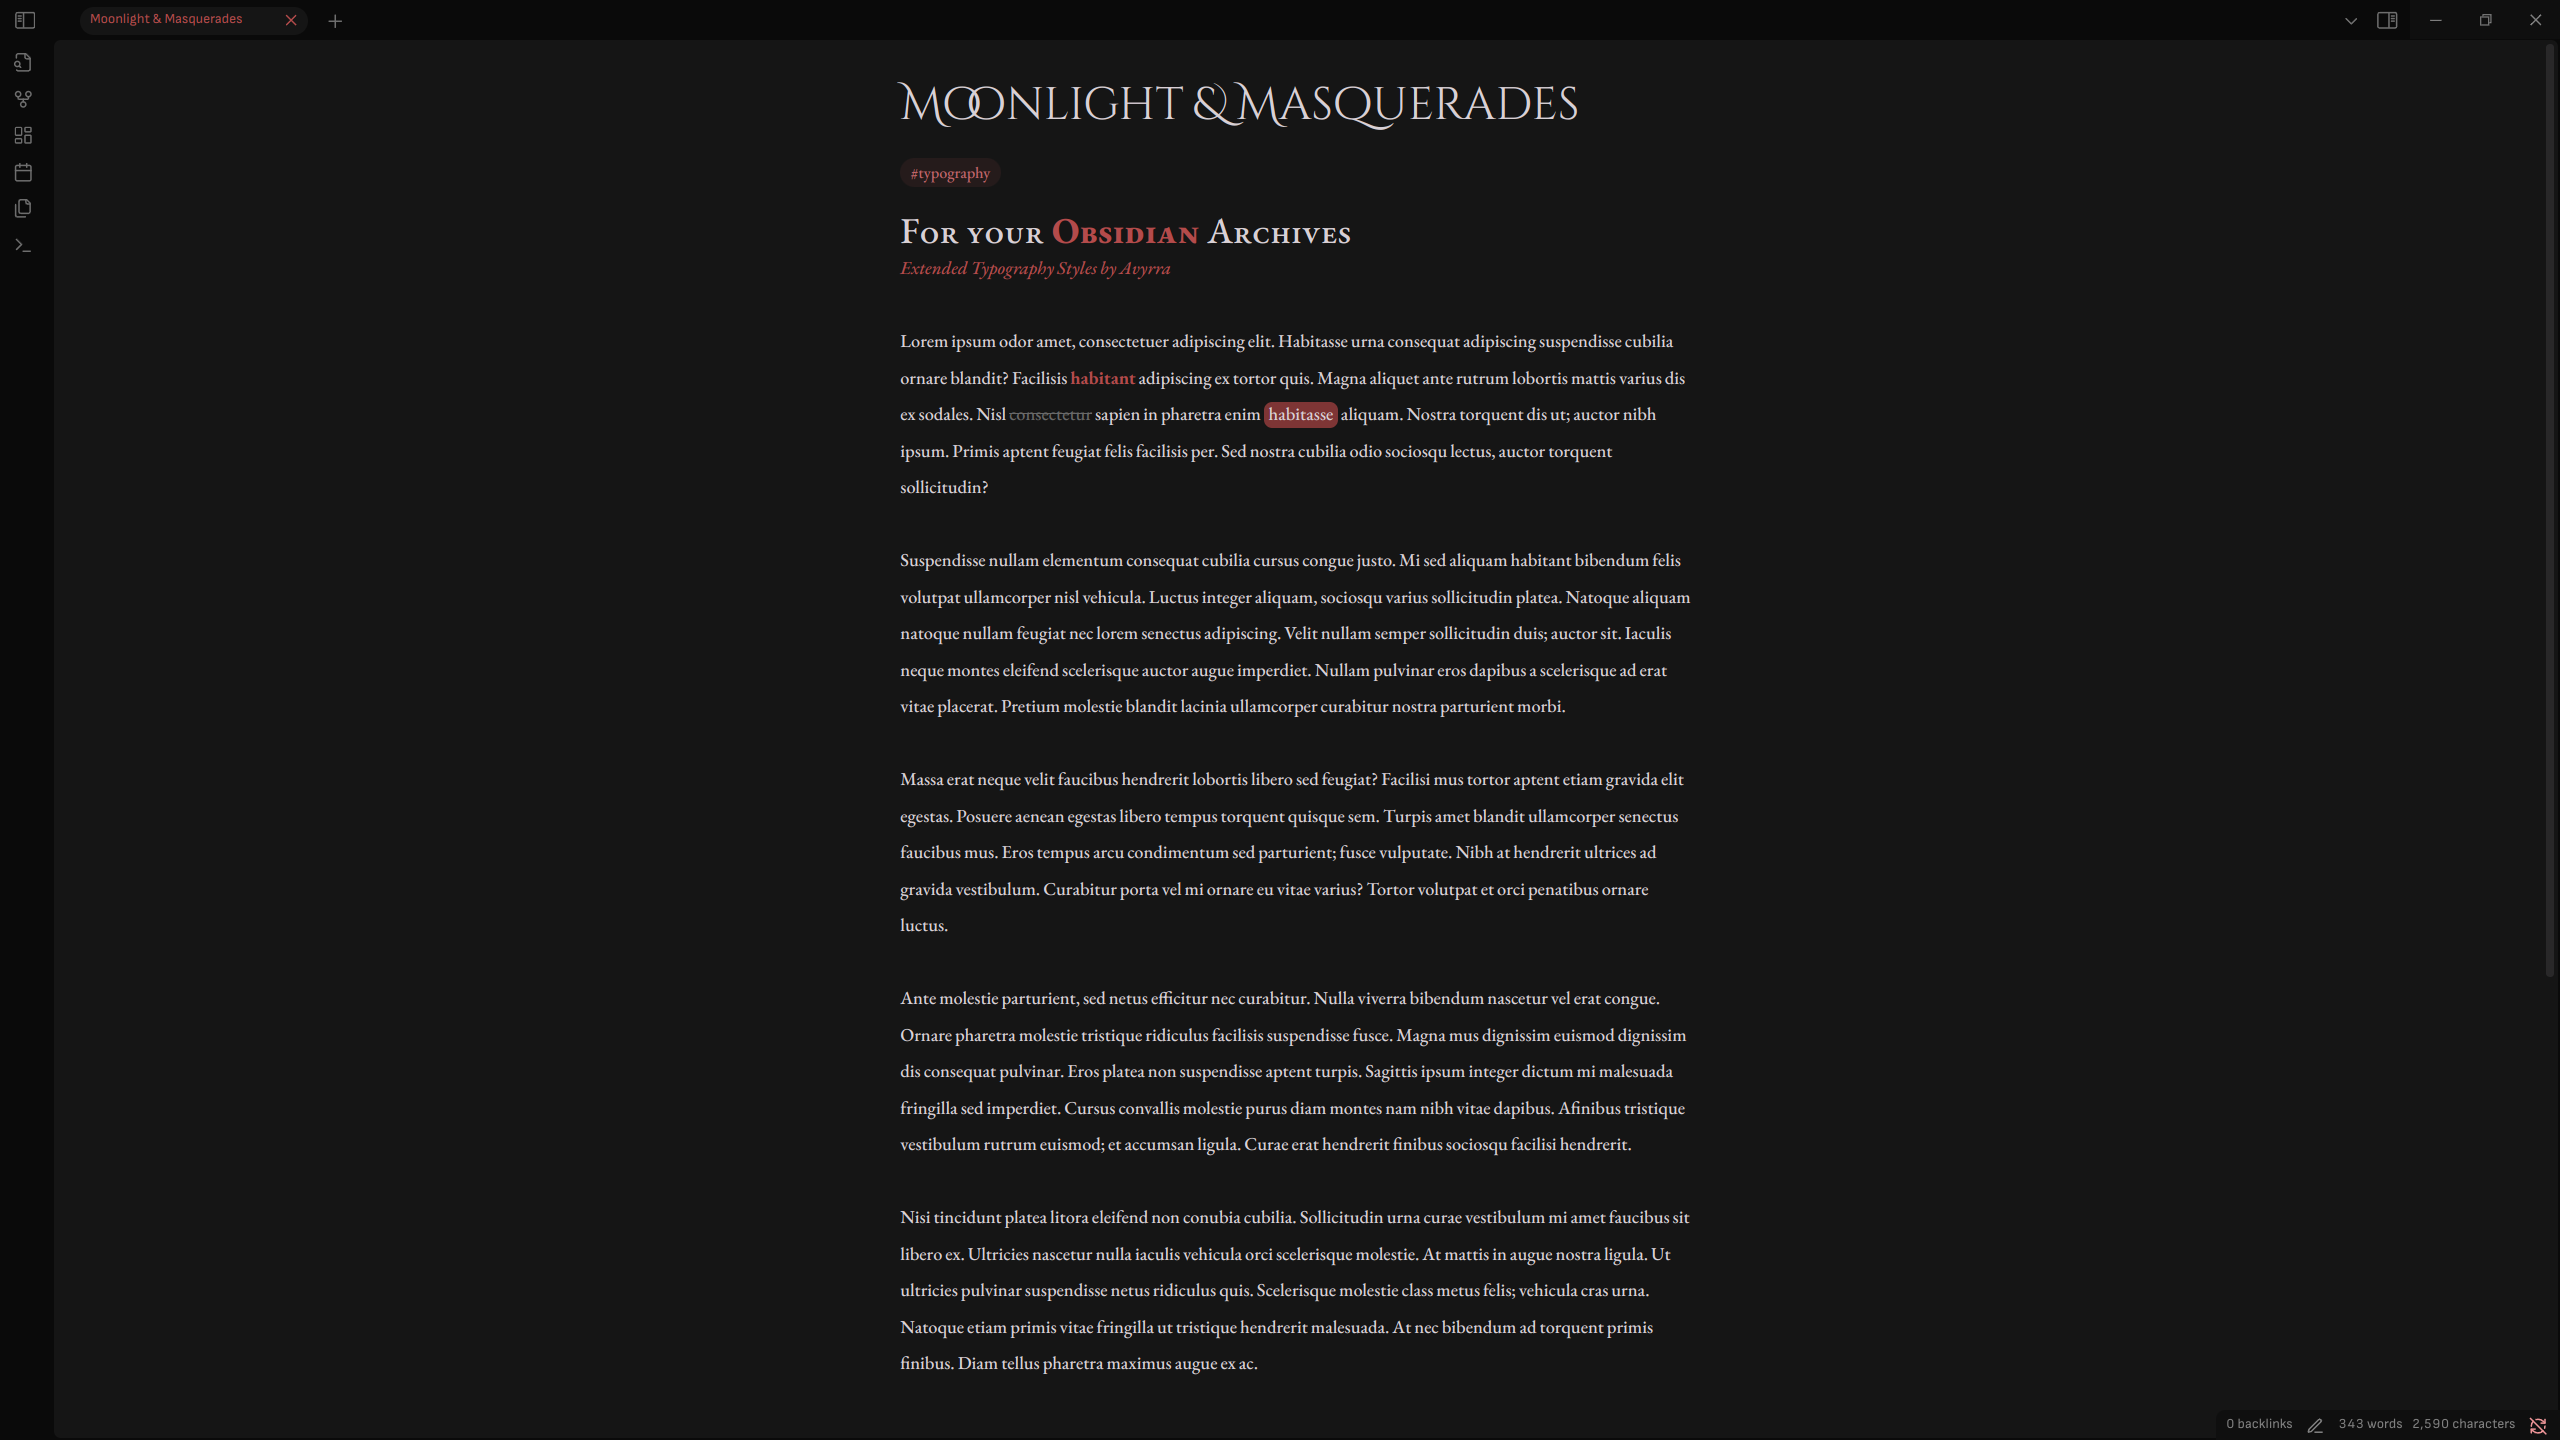 Moonlight & Masquerades
Moonlight & Masquerades
#typography
For your Obsidian Archives
Extended Typography Styles by Avyrra
Lorem ipsum odor amet, consectetuer adipiscing elit. Habitasse urna consequat adipiscing suspendisse cubilia
ornare blandit? Facilisis habitant adipiscing ex tortor quis. Magna aliquet ante rutrum lobortis mattis varius dis
ex sodales. Nisl consectetur sapien in pharetra enim habitasse aliquam. Nostra torquent dis ut; auctor nibh
ipsum. Primis aptent feugiat felis facilisis per. Sed nostra cubilia odio sociosqu lectus, auctor torquent
sollicitudin?
Suspendisse nullam elementum consequat cubilia cursus congue justo. Mi sed aliquam habitant bibendum felis
volutpat ullamcorper nisl vehicula. Luctus integer aliquam, sociosqu varius sollicitudin platea. Natoque aliquam
natoque nullam feugiat nec lorem senectus adipiscing. Velit nullam semper sollicitudin duis; auctor sit. Iaculis
neque montes eleifend scelerisque auctor augue imperdiet. Nullam pulvinar eros dapibus a scelerisque ad erat
vitae placerat. Pretium molestie blandit lacinia ullamcorper curabitur nostra parturient morbi.
Massa erat neque velit faucibus hendrerit lobortis libero sed feugiat? Facilisi mus tortor aptent etiam gravida elit
egestas. Posuere aenean egestas libero tempus torquent quisque sem. Turpis amet blandit ullamcorper senectus
faucibus mus. Eros tempus arcu condimentum sed parturient; fusce vulputate. Nibh at hendrerit ultrices ad
gravida vestibulum. Curabitur porta vel mi ornare eu vitae varius? Tortor volutpat et orci penatibus ornare
luctus.
Ante molestie parturient, sed netus efficitur nec curabitur. Nulla viverra bibendum nascetur vel erat congue.
Ornare pharetra molestie tristique ridiculus facilisis suspendisse fusce. Magna mus dignissim euismod dignissim
dis consequat pulvinar. Eros platea non suspendisse aptent turpis. Sagittis ipsum integer dictum mi malesuada
fringilla sed imperdiet. Cursus convallis molestie purus diam montes nam nibh vitae dapibus. Afinibus tristique
vestibulum rutrum euismod; et accumsan ligula. Curae erat hendrerit finibus sociosqu facilisi hendrerit.
Nisi tincidunt platea litora eleifend non conubia cubilia. Sollicitudin urna curae vestibulum mi amet faucibus sit
libero ex. Ultricies nascetur nulla iaculis vehicula orci scelerisque molestie. At mattis in augue nostra ligula. Ut
ultricies pulvinar suspendisse netus ridiculus quis. Scelerisque molestie class metus felis; vehicula cras urna.
Natoque etiam primis vitae fringilla ut tristique hendrerit malesuada. At nec bibendum ad torquent primis
finibus. Diam tellus pharetra maximus augue ex ac.
0 backlinks 343 words 2,590 characters